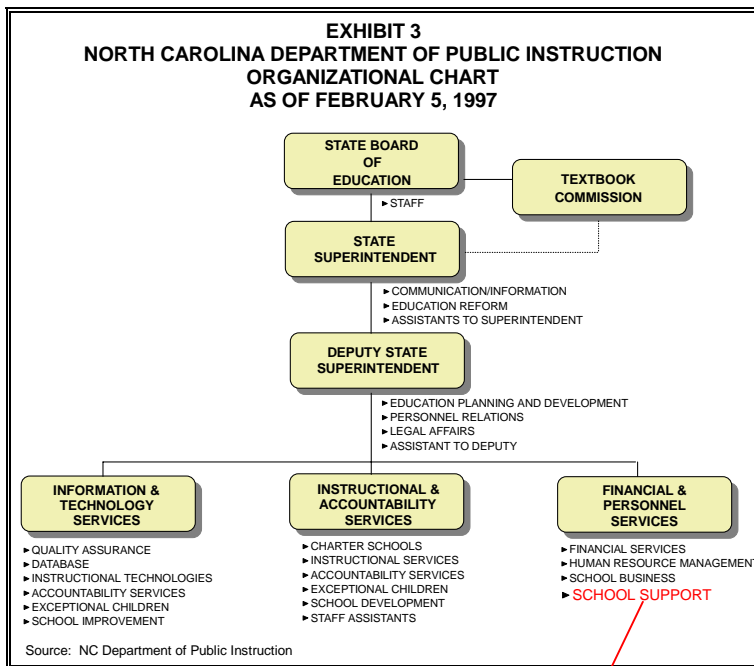 EXHIBIT 3
NORTH CAROLINA DEPARTMENT OF PUBLIC INSTRUCTION
ORGANIZATIONAL CHART
AS OF FEBRUARY 5, 1997
STATE BOARD
OF
EDUCATION
TEXTBOOK
COMMISSION
►STAFF
STATE
SUPERINTENDENT
►COMMUNICATION/INFORMATION
►EDUCATION REFORM
►ASSISTANTS TO SUPERINTENDENT
DEPUTY STATE
SUPERINTENDENT
►EDUCATION PLANNING AND DEVELOPMENT
►PERSONNEL RELATIONS
►LEGAL AFFAIRS
►ASSISTANT TO DEPUTY
INFORMATION &
TECHNOLOGY
SERVICES
►QUALITY ASSURANCE
►DATABASE
►INSTRUCTIONAL TECHNOLOGIES
►ACCOUNTABILITY SERVICES
►EXCEPTIONAL CHILDREN
►SCHOOL IMPROVEMENT
INSTRUCTIONAL &
ACCOUNTABILITY
SERVICES
►CHARTER SCHOOLS
►INSTRUCTIONAL SERVICES
►ACCOUNTABILITY SERVICES
►EXCEPTIONAL CHILDREN
►SCHOOL DEVELOPMENT
►STAFF ASSISTANTS
FINANCIAL &
PERSONNEL
SERVICES
►FINANCIAL SERVICES
►HUMAN RESOURCE MANAGEMENT
►SCHOOL BUSINESS
►SCHOOL SUPPORT
Source: NC Department of Public Instruction